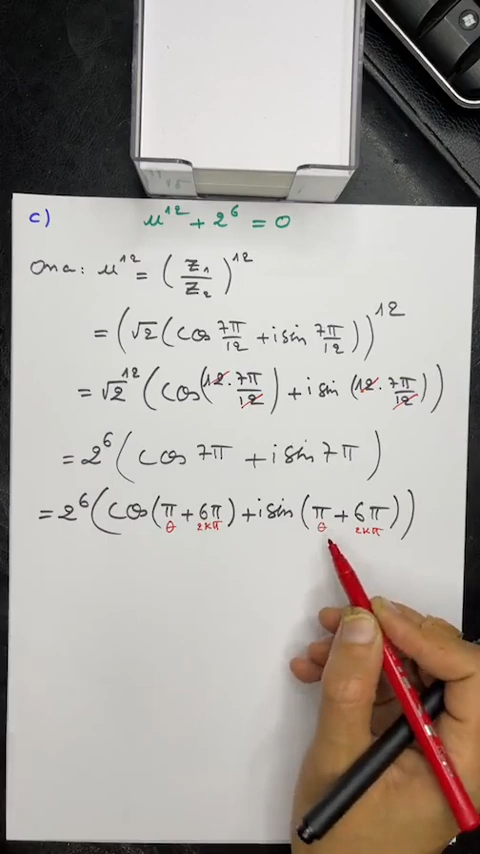 c) u¹² + 2⁶ = 0
On a : u¹² = (z₁/z₂)¹²
= (√2 (cos 7π/12 + i sin 7π/12))¹²
= √2¹² (cos(12 · 7π/12) + i sin (12 · 7π/12))
= 2⁶ (cos 7π + i sin 7π)
= 2⁶ (cos(π + 6π) + i sin (π + 6π))
θ 2kπ θ 2kπ